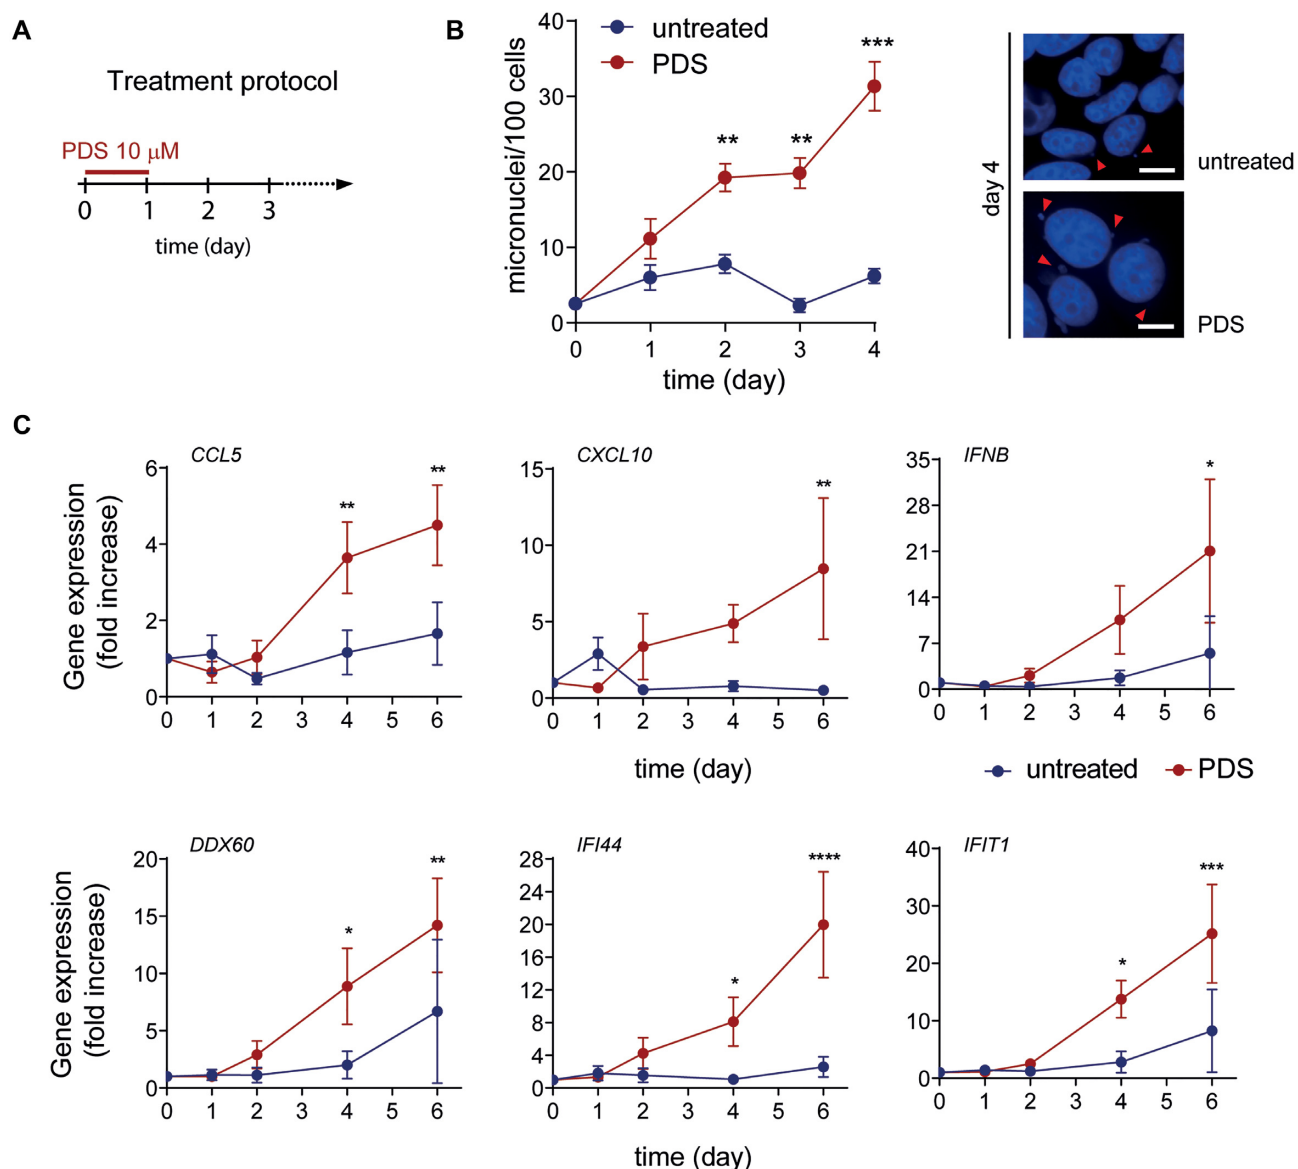 A
Treatment protocol
PDS 10 μM
0 1 2 3
time (day)
B
untreated
PDS
micronuclei/100 cells
40
30
20
10
0
** ** ***
0 1 2 3 4
time (day)
day 4
untreated
PDS
C
CCL5
Gene expression
(fold increase)
6
4
2
0
** **
0 1 2 3 4 5 6
CXCL10
15
10
5
0
**
0 1 2 3 4 5 6
time (day)
IFNB
35
28
21
14
7
0
*
0 1 2 3 4 5 6
untreated PDS
DDX60
Gene expression
(fold increase)
20
15
10
5
0
* **
0 1 2 3 4 5 6
IFI44
28
24
20
16
12
8
4
0
* ****
0 1 2 3 4 5 6
time (day)
IFIT1
40
30
20
10
0
* ***
0 1 2 3 4 5 6